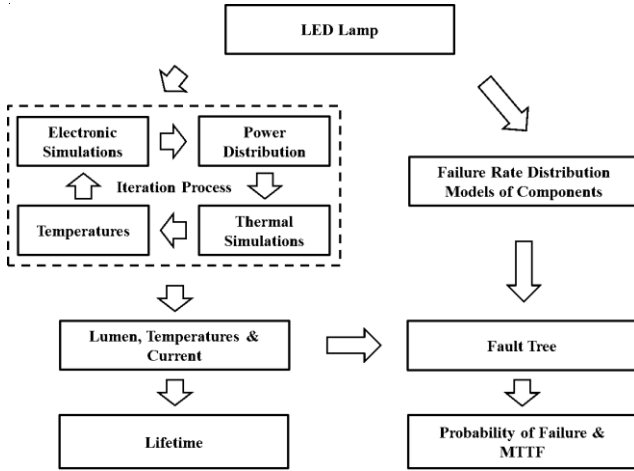 LED Lamp
Electronic
Simulations
Power
Distribution
Iteration Process
Temperatures
Thermal
Simulations
Failure Rate Distribution
Models of Components
Lumen, Temperatures &
Current
Fault Tree
Lifetime
Probability of Failure &
MTTF